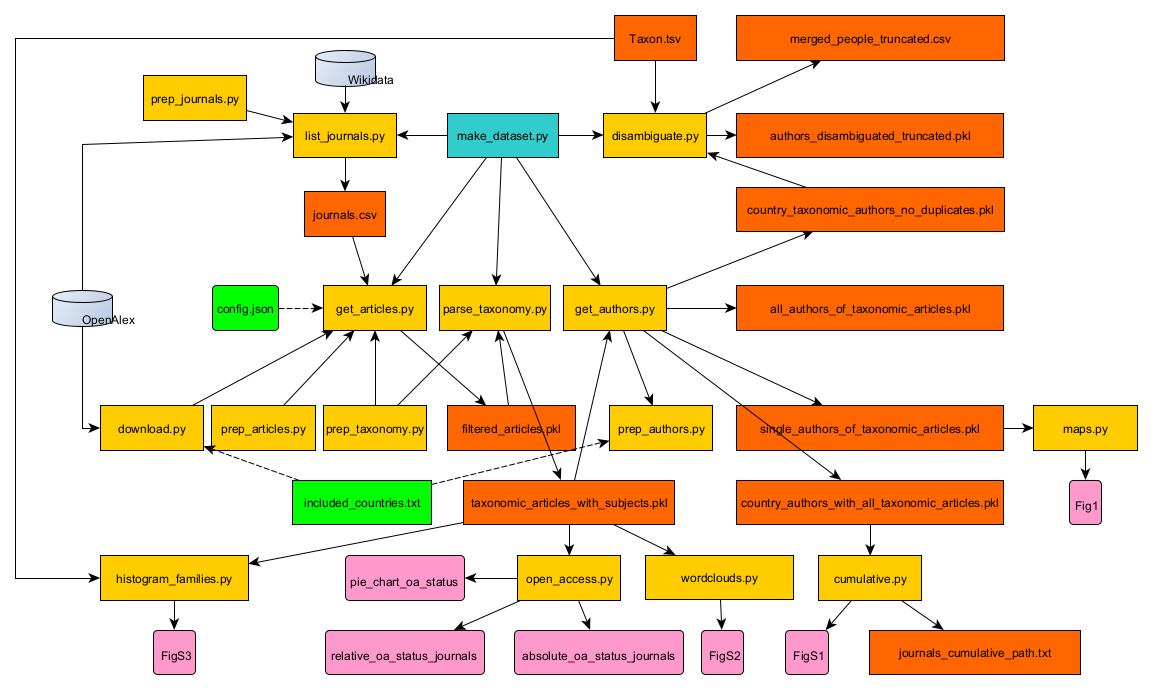 Taxon.tsv
merged_people_truncated.csv
Wikidata
prep_journals.py
list_journals.py
make_dataset.py
disambiguate.py
authors_disambiguated_truncated.pkl
journals.csv
country_taxonomic_authors_no_duplicates.pkl
OpenAlex
config.json
get_articles.py
parse_taxonomy.py
get_authors.py
all_authors_of_taxonomic_articles.pkl
download.py
prep_articles.py
prep_taxonomy.py
filtered_articles.pkl
prep_authors.py
single_authors_of_taxonomic_articles.pkl
maps.py
included_countries.txt
taxonomic_articles_with_subjects.pkl
country_authors_with_all_taxonomic_articles.pkl
Fig1
histogram_families.py
pie_chart_oa_status
open_access.py
wordclouds.py
cumulative.py
FigS3
relative_oa_status_journals
absolute_oa_status_journals
FigS2
FigS1
journals_cumulative_path.txt